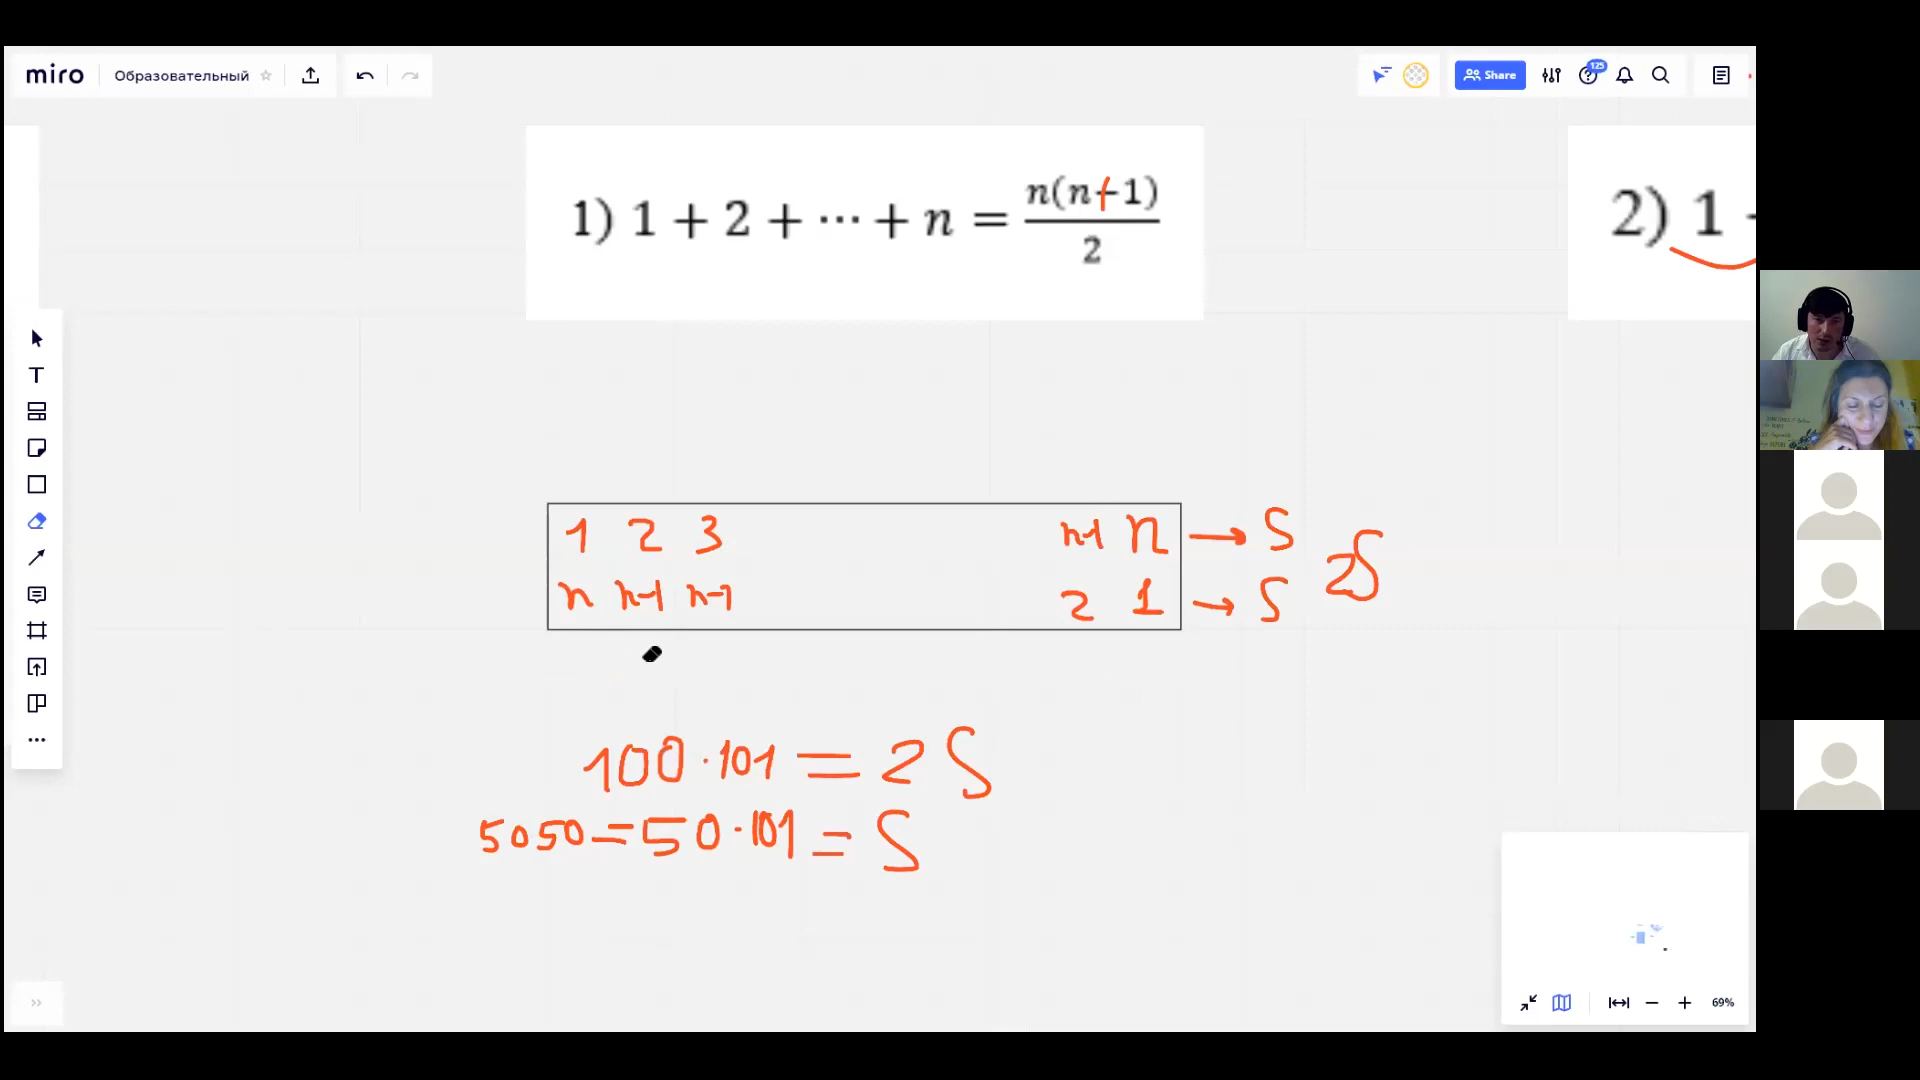 miro Образовательный Share 125
1) 1 + 2 + ⋯ + n = n(n+1)/2
2) 1
1 2 3 n-1 n → S
n n-1 n-1 2 1 → S
2S
100 · 101 = 2S
5050 = 50 · 101 = S
69%